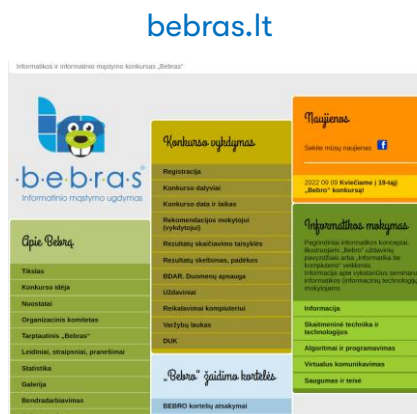 bebras.lt
Informatikos ir informatinio mąstymo konkursas „Bebras“
·b·e·b·r·a·s®
Informatinio mąstymo ugdymas
Apie Bebrą
Tikslas
Konkurso idėja
Nuostatai
Organizacinis komitetas
Tarptautinis „Bebras“
Leidiniai, straipsniai, pranešimai
Statistika
Galerija
Bendradarbiavimas
Konkurso vykdymas
Registracija
Konkurso dalyviai
Konkurso data ir laikas
Rekomendacijos mokytojui
(vykdytojui)
Rezultatų skaičiavimo taisyklės
Rezultatų skelbimas, padėkos
BDAR. Duomenų apsauga
Uždaviniai
Reikalavimai kompiuteriui
Varžybų laukas
DUK
„Bebro“ žaidimo kortelės
BEBRO kortelių atsakymai
Naujienos
Sekite mūsų naujienas
2022 09 09 Kviečiame į 19-tąjį
„Bebro“ konkursą!
Informatikos mokymas
Pagrindiniai informatikos konceptai,
iliustruojami „Bebro“ uždavinių
pavyzdžiais arba „Informatika be
kompiuterio“ veiklomis.
Informacija apie vykstančius seminarus
informatikos (informacinių technologijų)
mokytojams
Informacija
Skaitmeninė technika ir
technologijos
Algoritmai ir programavimas
Virtualus komunikavimas
Saugumas ir teisė